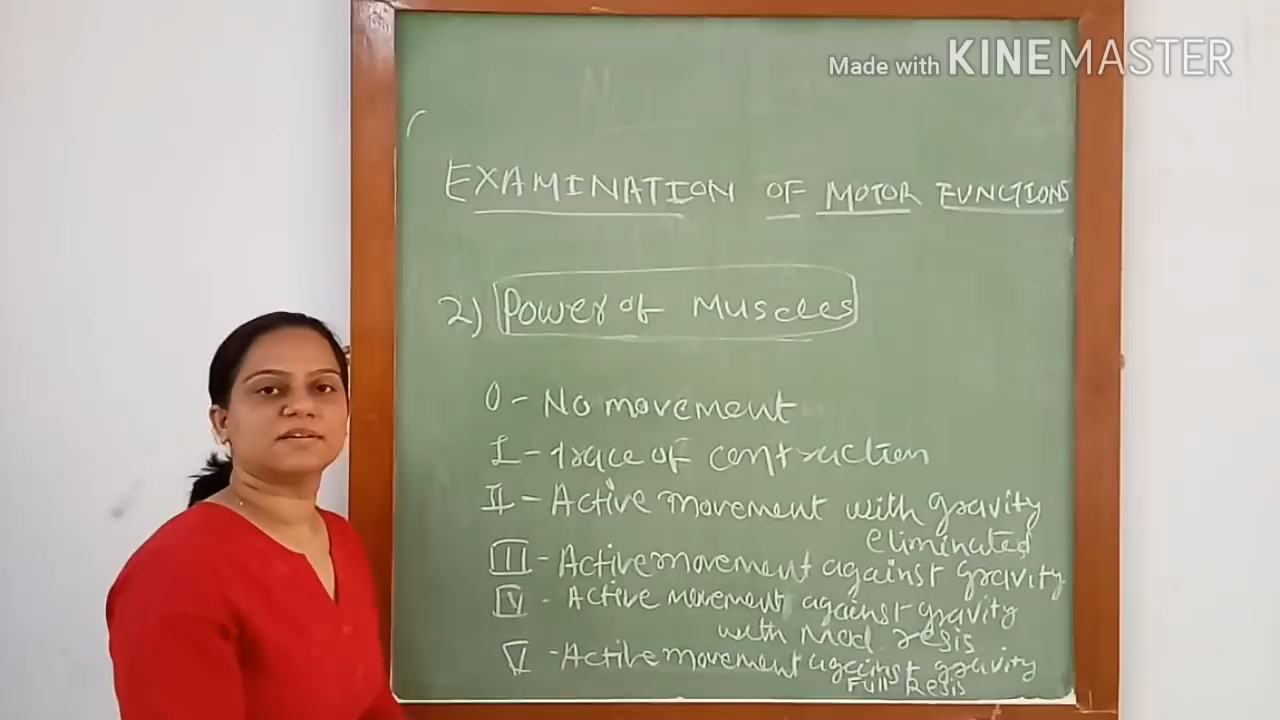 Made with KINEMASTER
EXAMINATION OF MOTOR FUNCTIONS
2) Power of Muscles
0 - No movement
I - trace of contraction
II - Active movement with gravity
eliminated
III - Active movement against gravity
IV - Active movement against gravity
with Mod. resis
V - Active movement against gravity
Full Resis